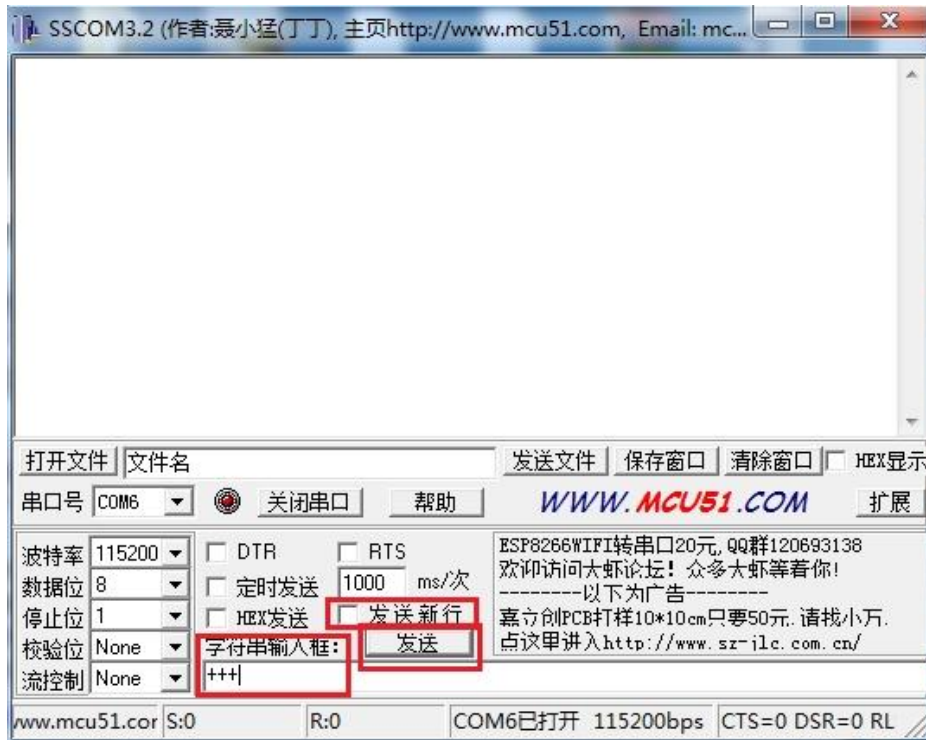 SSCOM3.2 (作者:聂小猛(丁丁), 主页http://www.mcu51.com, Email: mc...
打开文件 文件名 发送文件 保存窗口 清除窗口 HEX显示
串口号 COM6 关闭串口 帮助 WWW.MCU51.COM 扩展
波特率 115200 DTR RTS
数据位 8 定时发送 1000 ms/次
停止位 1 HEX发送 发送新行
校验位 None 字符串输入框: 发送
流控制 None +++
ESP8266WIFI转串口20元,QQ群120693138
欢迎访问大虾论坛! 众多大虾等着你!
--------以下为广告--------
嘉立创PCB打样10*10cm只要50元.请找小万.
点这里进入http://www.sz-jlc.com.cn/
www.mcu51.cor S:0 R:0 COM6已打开 115200bps CTS=0 DSR=0 RL